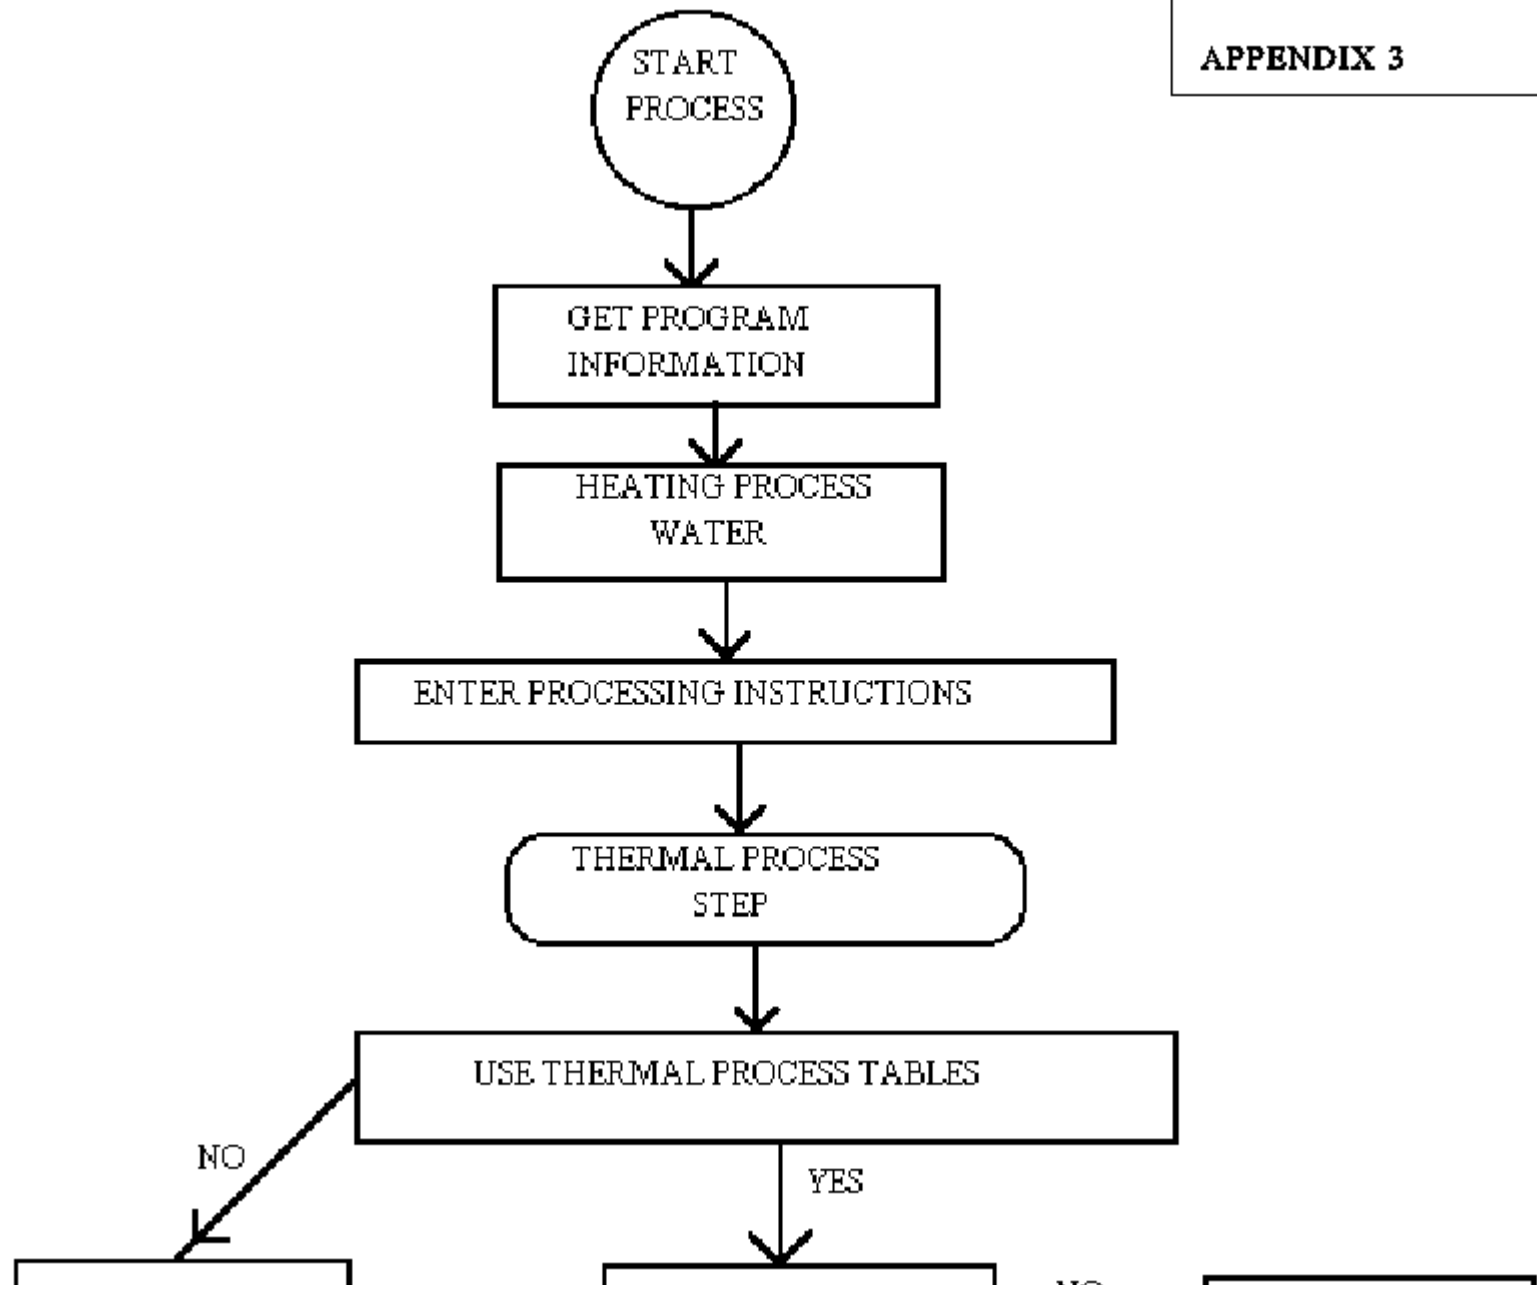 APPENDIX 3
START
PROCESS
GET PROGRAM
INFORMATION
HEATING PROCESS
WATER
ENTER PROCESSING INSTRUCTIONS
THERMAL PROCESS
STEP
USE THERMAL PROCESS TABLES
NO
YES